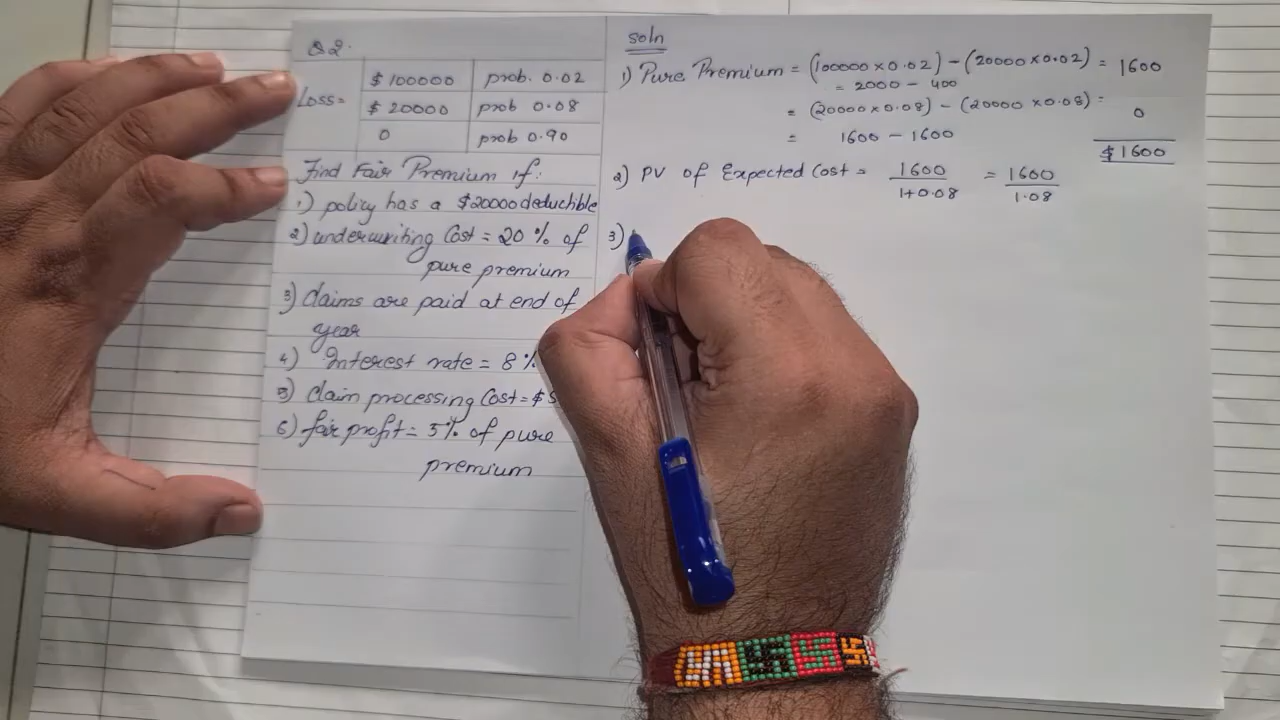 Q2.
Loss = $100000 prob. 0.02
$20000 prob 0.08
0 prob 0.90
Find Fair Premium if:
1) policy has a $20000 deductible
2) underwriting Cost = 20% of
pure premium
3) Claims are paid at end of
year
4) Interest rate = 8%
5) Claim processing Cost = $
6) fair profit = 5% of pure
premium
Soln
1) Pure Premium = (100000 x 0.02) - (20000 x 0.02) = 1600
= 2000 - 400
= (20000 x 0.08) - (20000 x 0.08) = 0
= 1600 - 1600
$1600
2) PV of Expected Cost = 1600 / 1+0.08 = 1600 / 1.08
3)